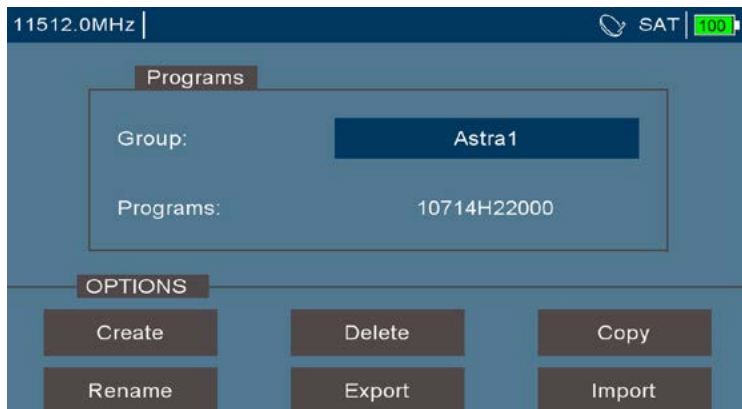 11512.0MHz SAT 100
Programs
Group: Astra1
Programs: 10714H22000
OPTIONS
Create Delete Copy
Rename Export Import